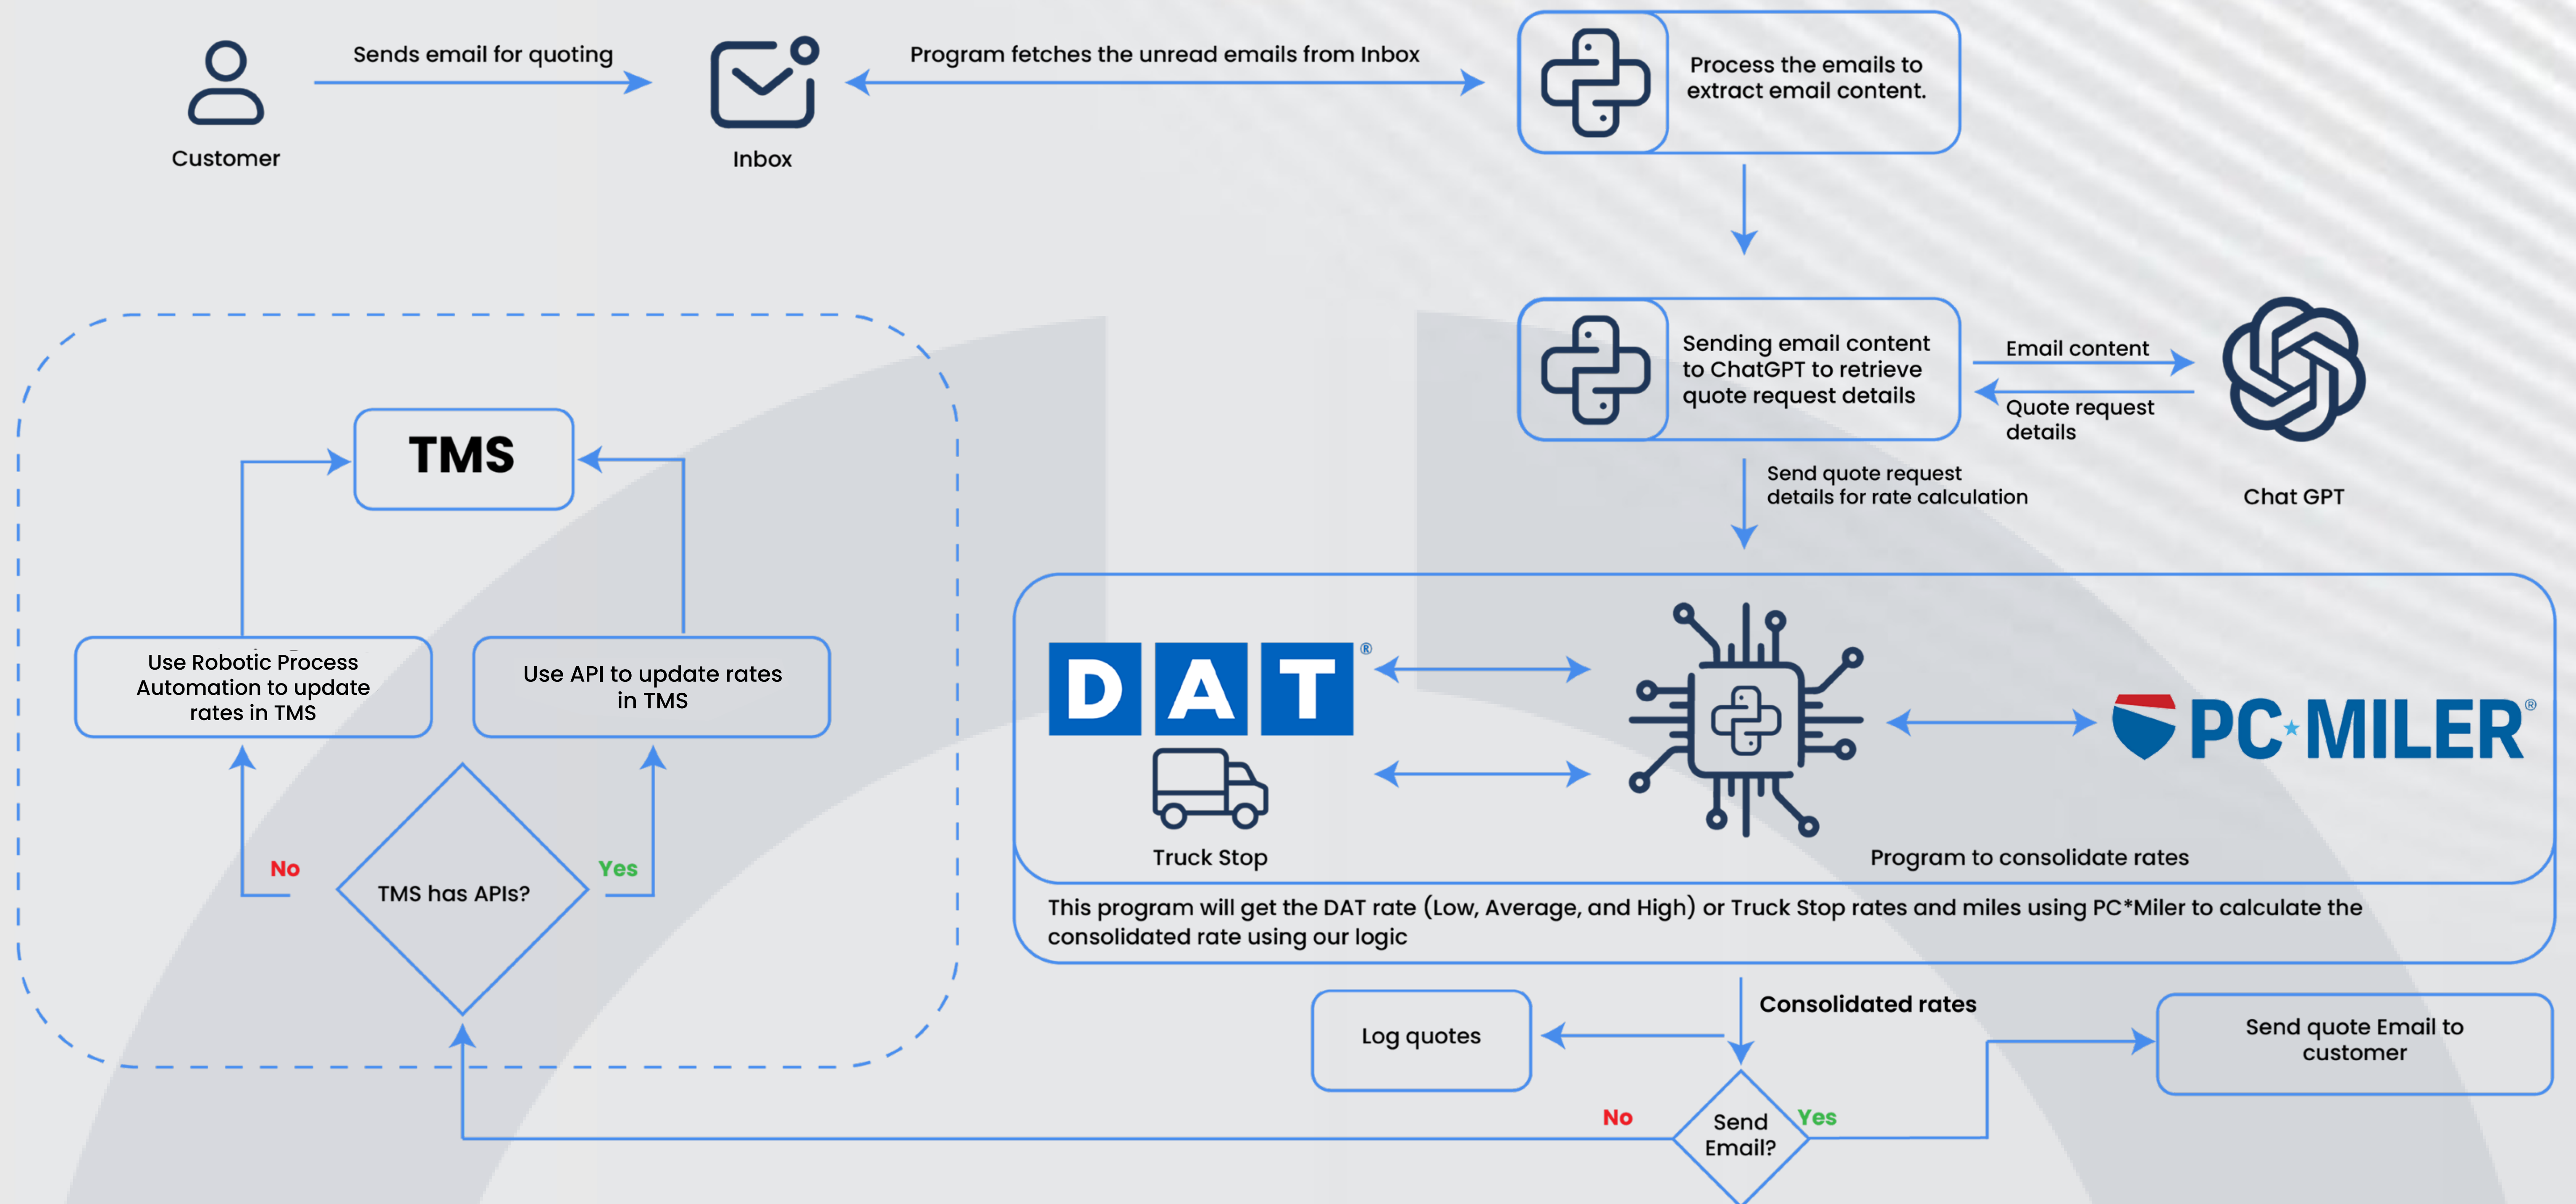 Sends email for quoting
Program fetches the unread emails from Inbox
Process the emails to
extract email content.
Customer
Inbox
Sending email content
to ChatGPT to retrieve
quote request details
Email content
Quote request
details
Chat GPT
Send quote request
details for rate calculation
TMS
Use Robotic Process
Automation to update
rates in TMS
Use API to update rates
in TMS
No
Yes
TMS has APIs?
DAT®
PC★MILER®
Truck Stop
Program to consolidate rates
This program will get the DAT rate (Low, Average, and High) or Truck Stop rates and miles using PC*Miler to calculate the
consolidated rate using our logic
Consolidated rates
Log quotes
Send quote Email to
customer
No
Yes
Send
Email?